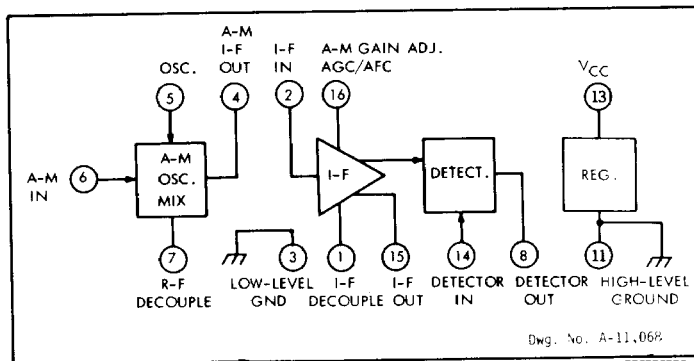 A-M
I-F
OUT
I-F
IN
A-M GAIN ADJ.
AGC/AFC
OSC.
VCC
5
4
2
16
13
A-M
IN
6
A-M
OSC.
MIX
I-F
DETECT.
REG.
7
3
1
15
14
8
11
R-F
DECOUPLE
LOW-LEVEL
GND
I-F
DECOUPLE
I-F
OUT
DETECTOR
IN
DETECTOR
OUT
HIGH-LEVEL
GROUND
Dwg. No. A-11,068